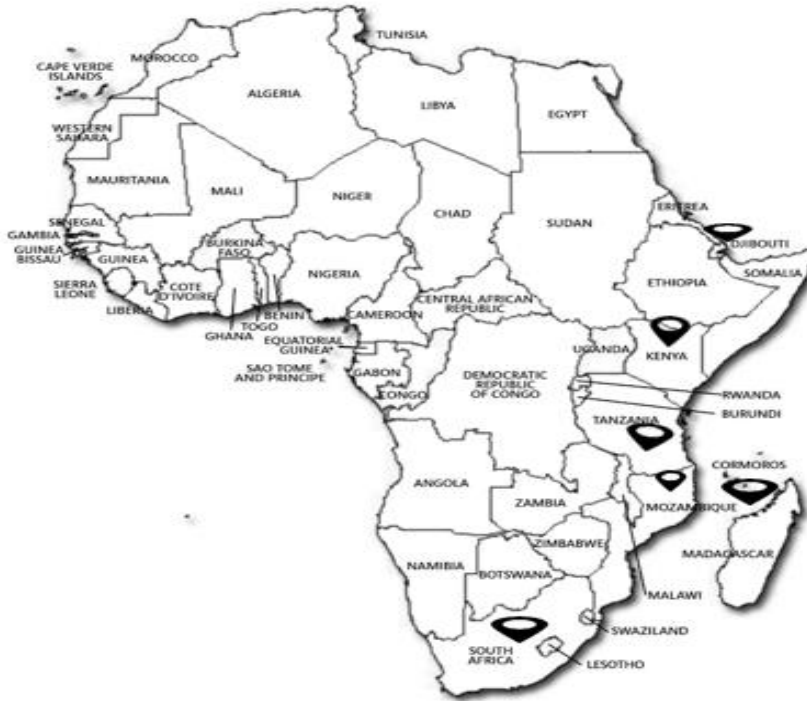 TUNISIA
MOROCCO
CAPE VERDE
ISLANDS
ALGERIA
LIBYA
EGYPT
WESTERN
SAHARA
MAURITANIA
MALI
NIGER
CHAD
SUDAN
ERITREA
SENEGAL
GAMBIA
GUINEA
BISSAU
GUINEA
BURKINA
FASO
DJIBOUTI
SOMALIA
ETHIOPIA
NIGERIA
SIERRA
LEONE
COTE
D'IVOIRE
LIBERIA
BENIN
TOGO
GHANA
CAMEROON
CENTRAL AFRICAN
REPUBLIC
EQUATORIAL
GUINEA
UGANDA
KENYA
SAO TOME
AND PRINCIPE
GABON
CONGO
DEMOCRATIC
REPUBLIC
OF CONGO
RWANDA
BURUNDI
TANZANIA
CORMOROS
ANGOLA
ZAMBIA
MOZAMBIQUE
ZIMBABWE
MADAGASCAR
NAMIBIA
BOTSWANA
MALAWI
SWAZILAND
SOUTH
AFRICA
LESOTHO